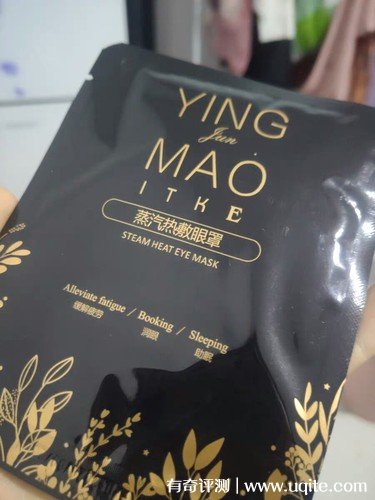 YING
Jun
MAO
ITKE
蒸汽热敷眼罩
STEAM HEAT EYE MASK
Alleviate fatigue / Booking / Sleeping
缓解疲劳 润眼 助眠
有奇评测 | www.uqite.com